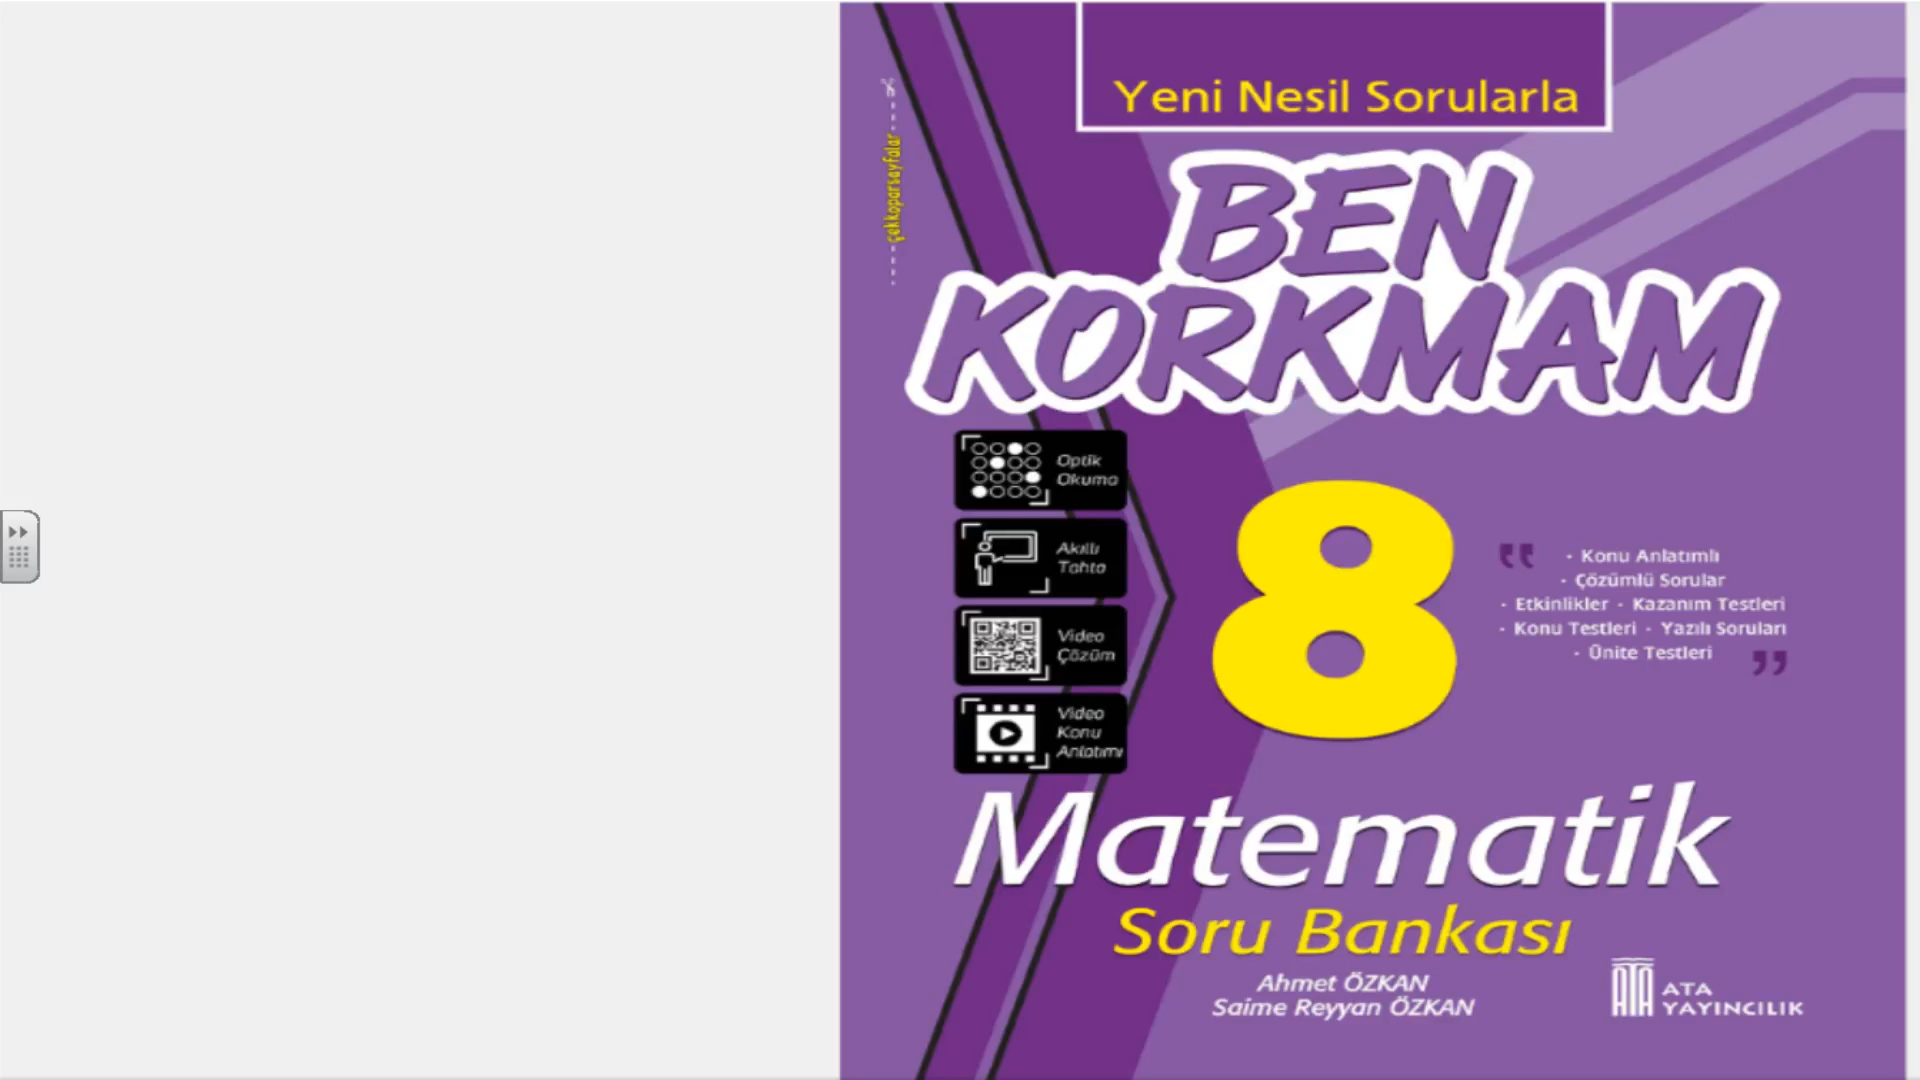 Yeni Nesil Sorularla
çekkoparsayfalar
BEN
KORKMAM
Optik
Okuma
Akıllı
Tahta
Video
Çözüm
Video
Konu
Anlatımı
8
- Konu Anlatımlı
- Çözümlü Sorular
- Etkinlikler - Kazanım Testleri
- Konu Testleri - Yazılı Soruları
- Ünite Testleri
Matematik
Soru Bankası
Ahmet ÖZKAN
Saime Reyyan ÖZKAN
ATA
ATA
YAYINCILIK